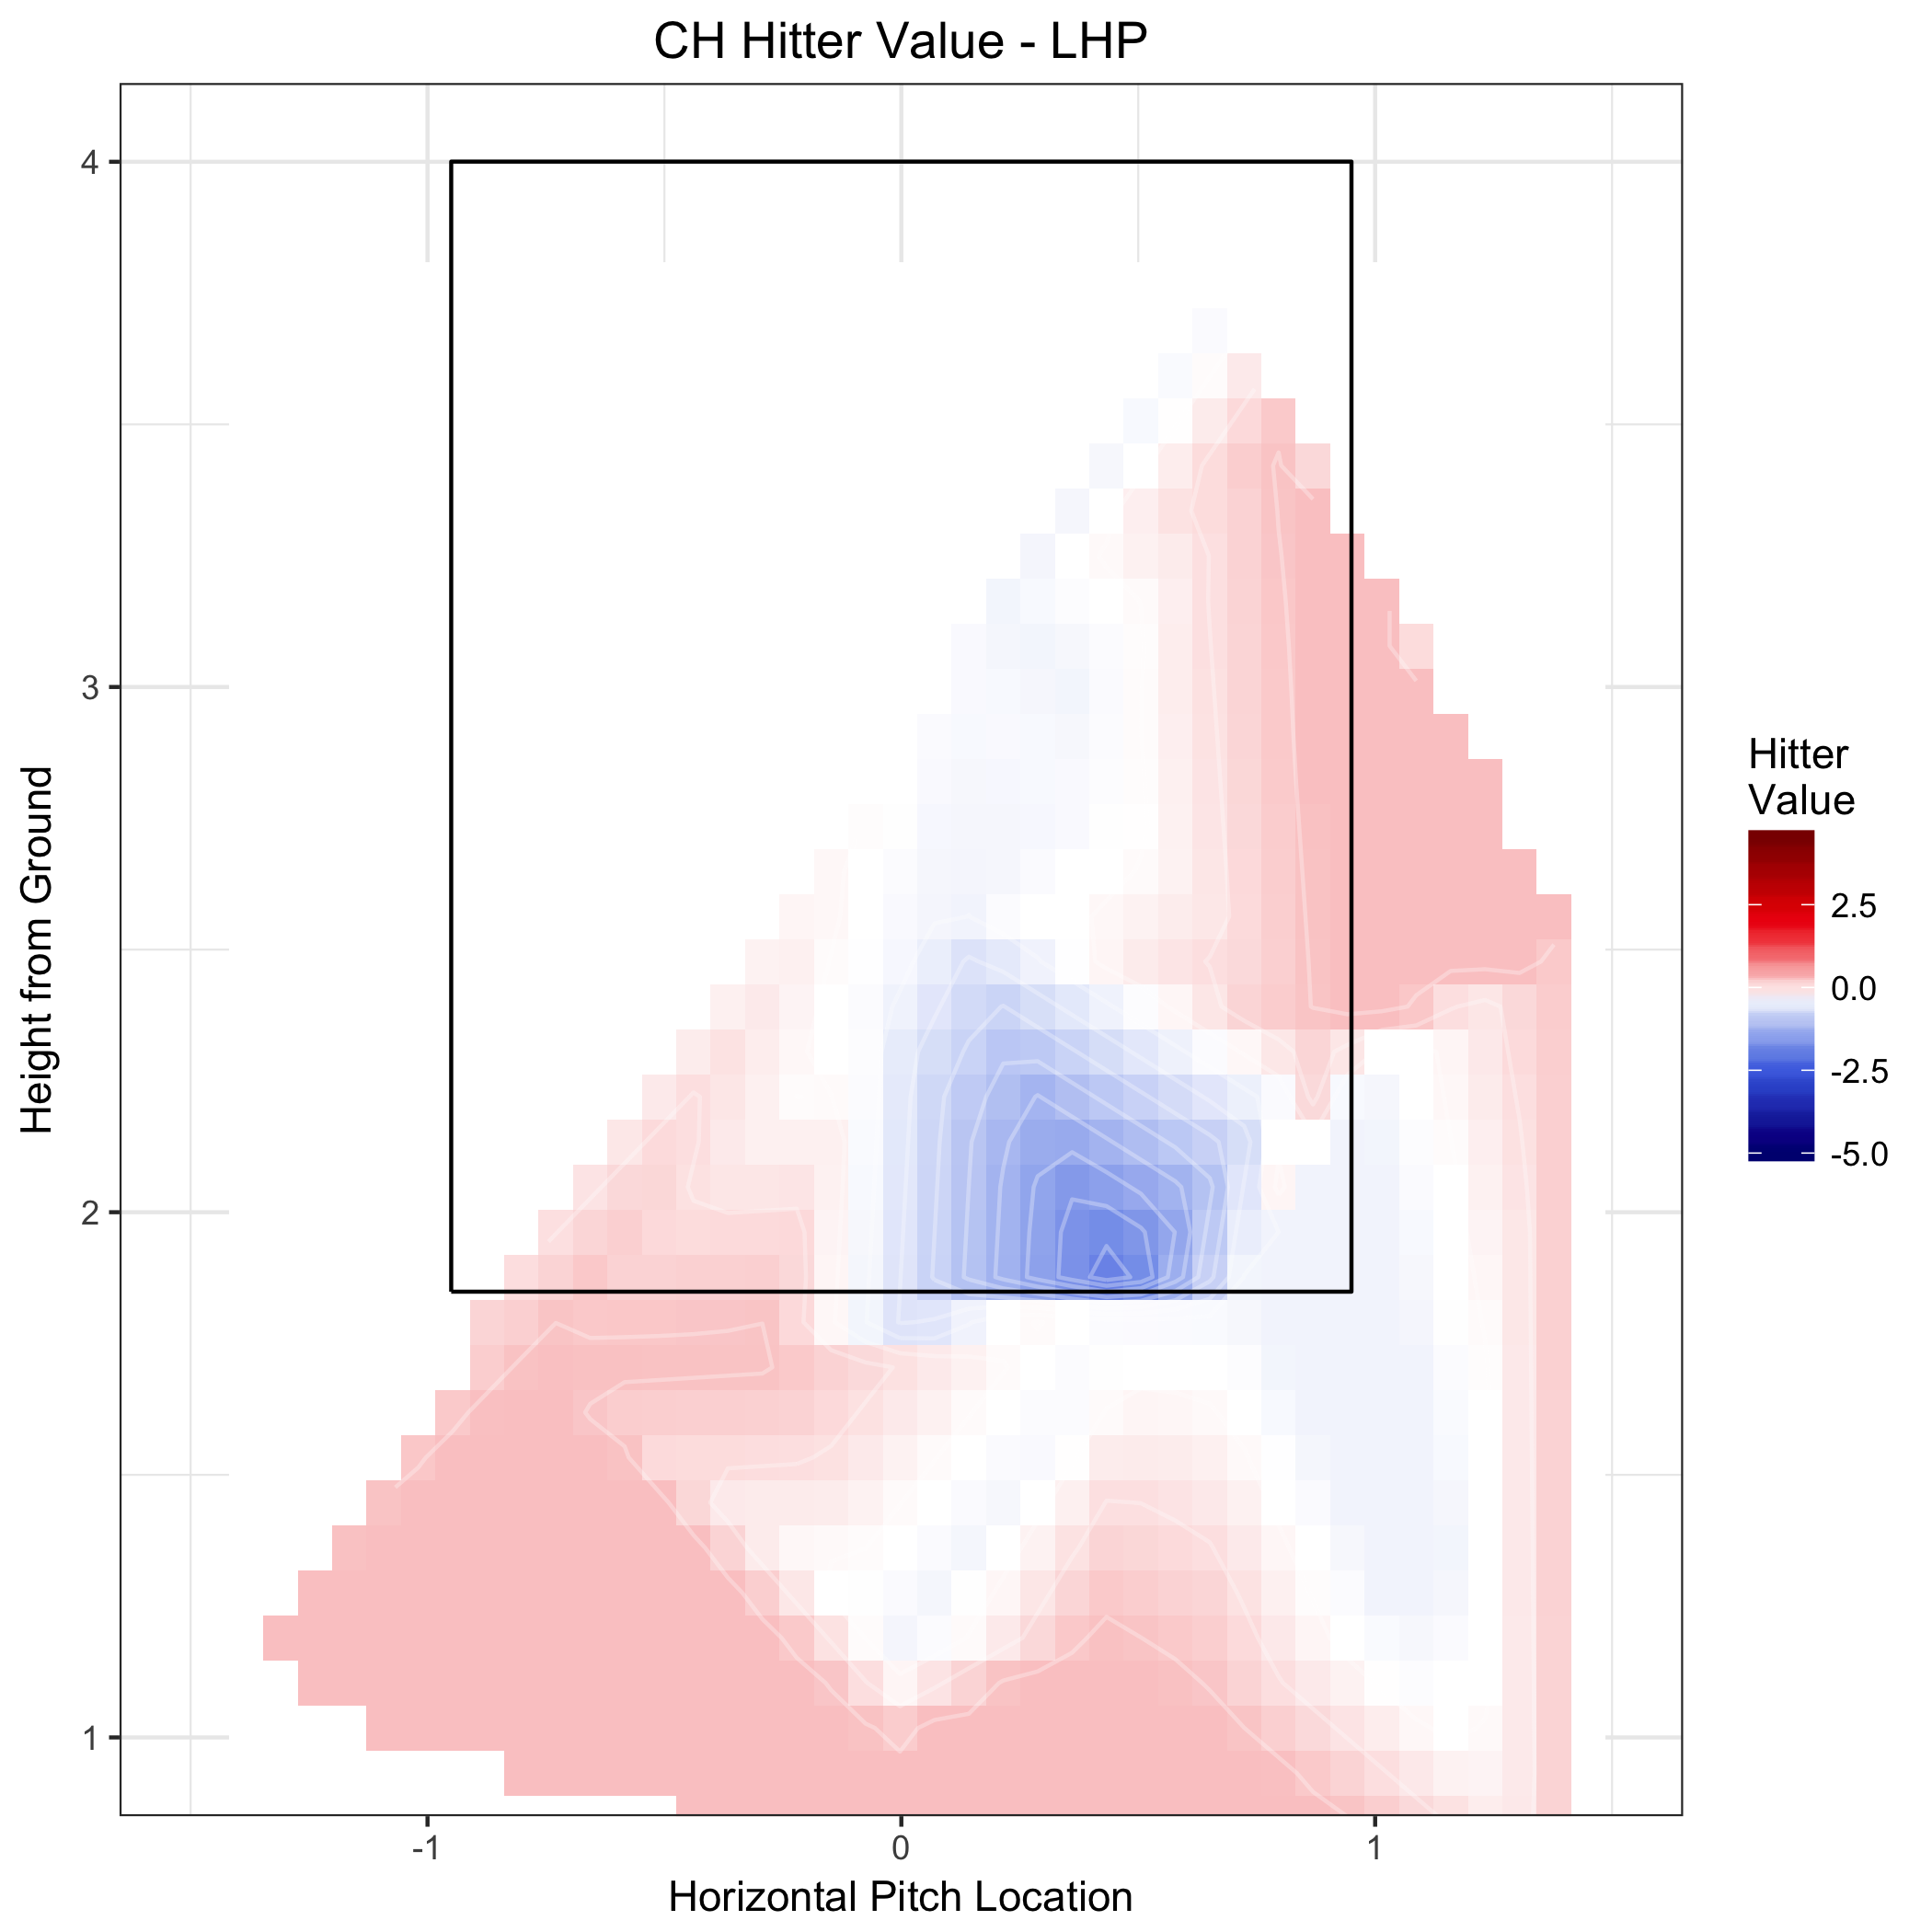 CH Hitter Value - LHP
4
3
2
1
Height from Ground
-1
0
1
Horizontal Pitch Location
Hitter
Value
2.5
0.0
-2.5
-5.0